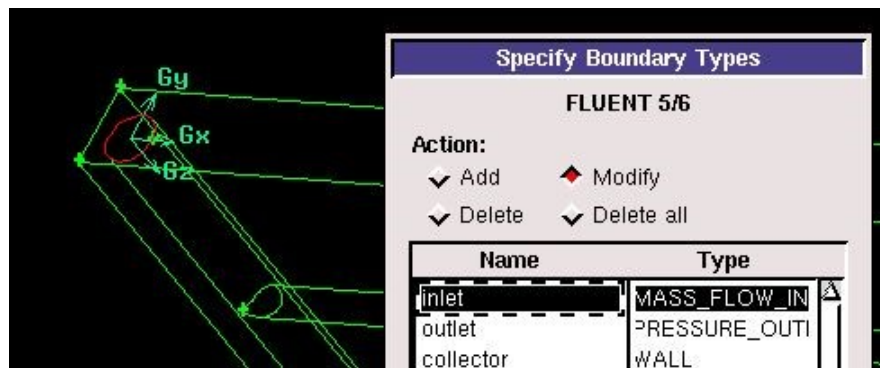 Gy
Gx
Gz
Specify Boundary Types
FLUENT 5/6
Action:
Add Modify
Delete Delete all
Name Type
inlet MASS_FLOW_IN
outlet PRESSURE_OUTI
collector WALL